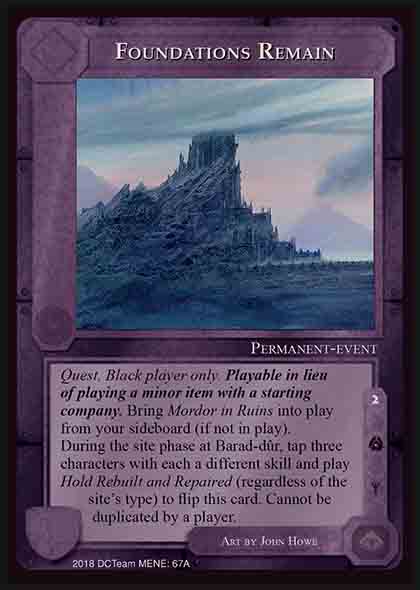 Foundations Remain
Permanent-event
Quest, Black player only. Playable in lieu
of playing a minor item with a starting
company. Bring Mordor in Ruins into play
from your sideboard (if not in play).
During the site phase at Barad-dûr, tap three
characters with each a different skill and play
Hold Rebuilt and Repaired (regardless of the
site's type) to flip this card. Cannot be
duplicated by a player.
2
Art by John Howe
2018 DCTeam MENE: 67A